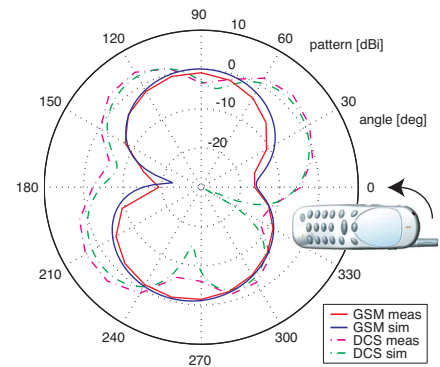 90
120
10
60
pattern [dBi]
0
150
-10
30
angle [deg]
-20
180
0
210
330
240
300
270
GSM meas
GSM sim
DCS meas
DCS sim